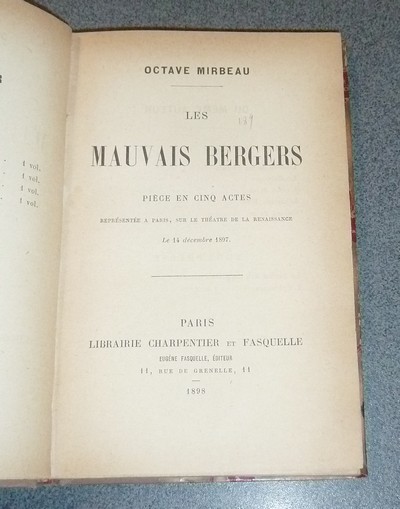 1 vol.
1 vol.
1 vol.
1 vol.
OCTAVE MIRBEAU
LES
MAUVAIS BERGERS
PIÈCE EN CINQ ACTES
REPRÉSENTÉE A PARIS, SUR LE THÉATRE DE LA RENAISSANCE
Le 14 décembre 1897.
PARIS
LIBRAIRIE CHARPENTIER ET FASQUELLE
EUGÈNE FASQUELLE, ÉDITEUR
11, RUE DE GRENELLE, 11
1898